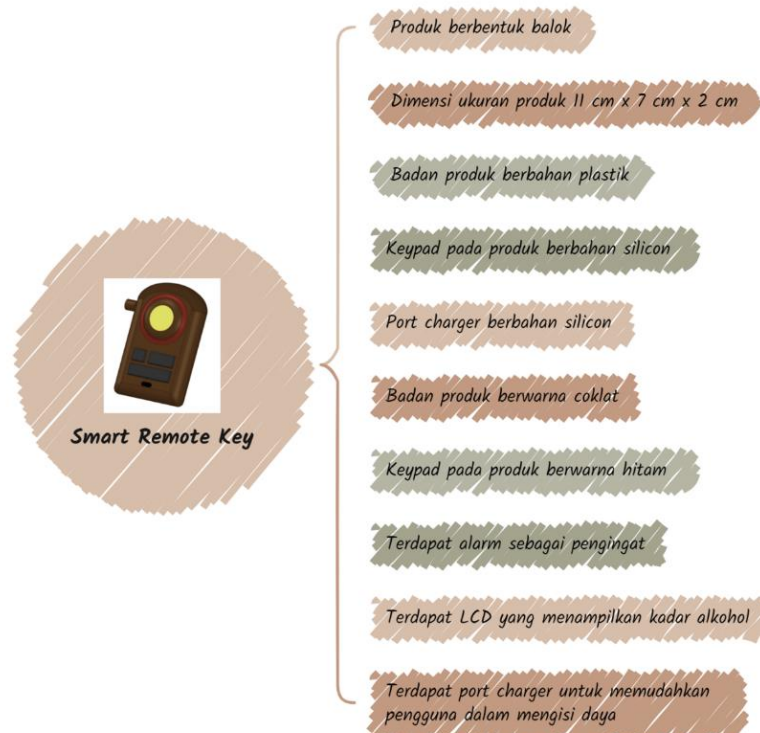 Produk berbentuk balok
Dimensi ukuran produk 11 cm x 7 cm x 2 cm
Badan produk berbahan plastik
Keypad pada produk berbahan silicon
Port charger berbahan silicon
Badan produk berwarna coklat
Smart Remote Key
Keypad pada produk berwarna hitam
Terdapat alarm sebagai pengingat
Terdapat LCD yang menampilkan kadar alkohol
Terdapat port charger untuk memudahkan
pengguna dalam mengisi daya